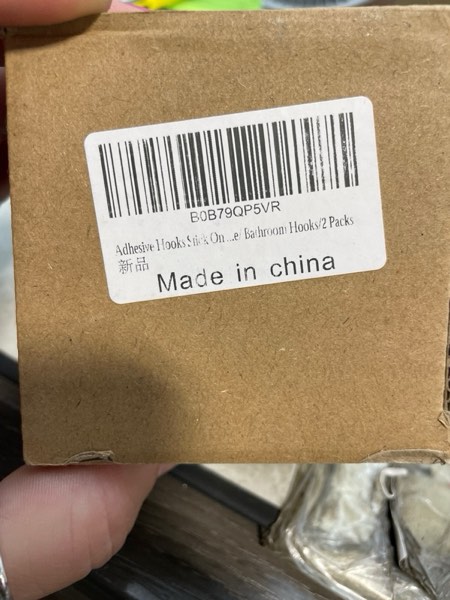 B0B79QP5VR
Adhesive Hooks Stick On ...e/ Bathroom Hooks/2 Packs
新品
Made in china